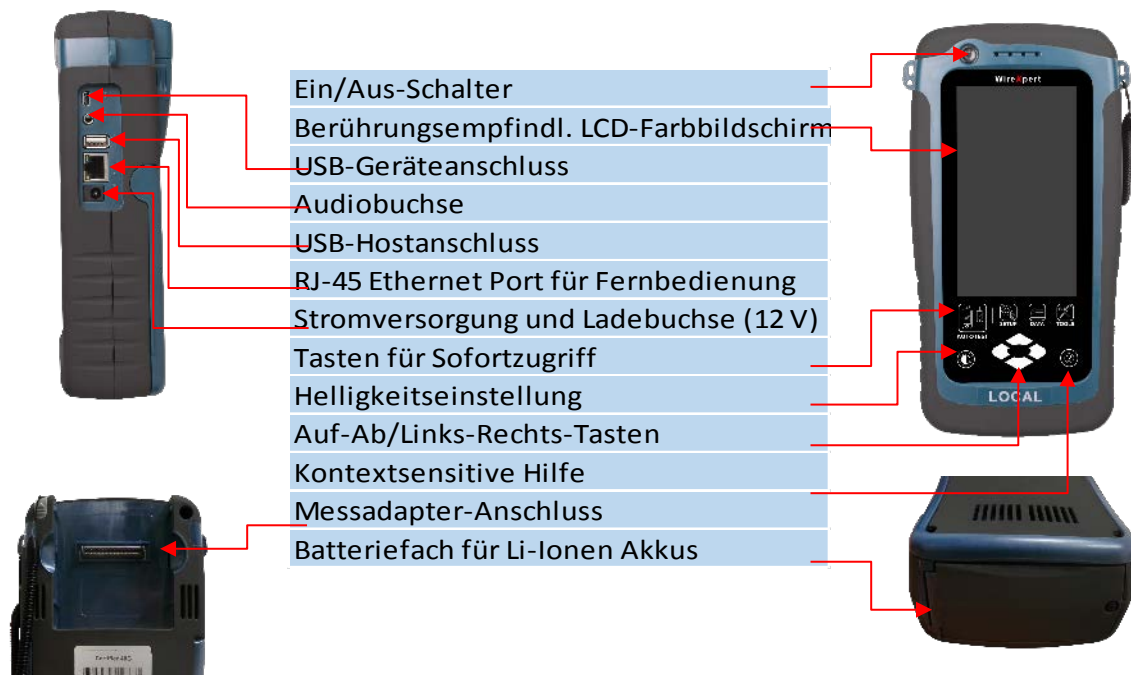 Ein/Aus-Schalter
Berührungsempfindl. LCD-Farbbildschirm
USB-Geräteanschluss
Audiobuchse
USB-Hostanschluss
RJ-45 Ethernet Port für Fernbedienung
Stromversorgung und Ladebuchse (12 V)
Tasten für Sofortzugriff
Helligkeitseinstellung
Auf-Ab/Links-Rechts-Tasten
Kontextsensitive Hilfe
Messadapter-Anschluss
Batteriefach für Li-Ionen Akkus
WireXpert
AUTOTEST SETUP DATA TOOLS
LOCAL